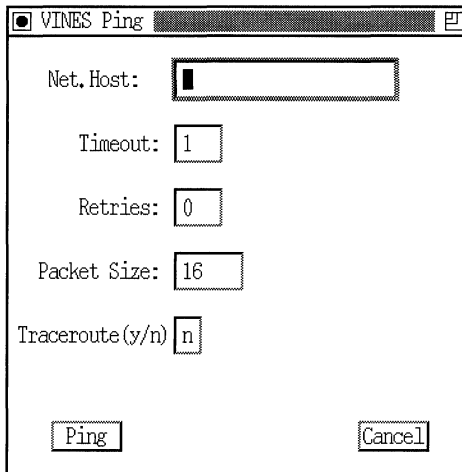 VINES Ping
Net.Host:
Timeout: 1
Retries: 0
Packet Size: 16
Traceroute(y/n) n
Ping Cancel